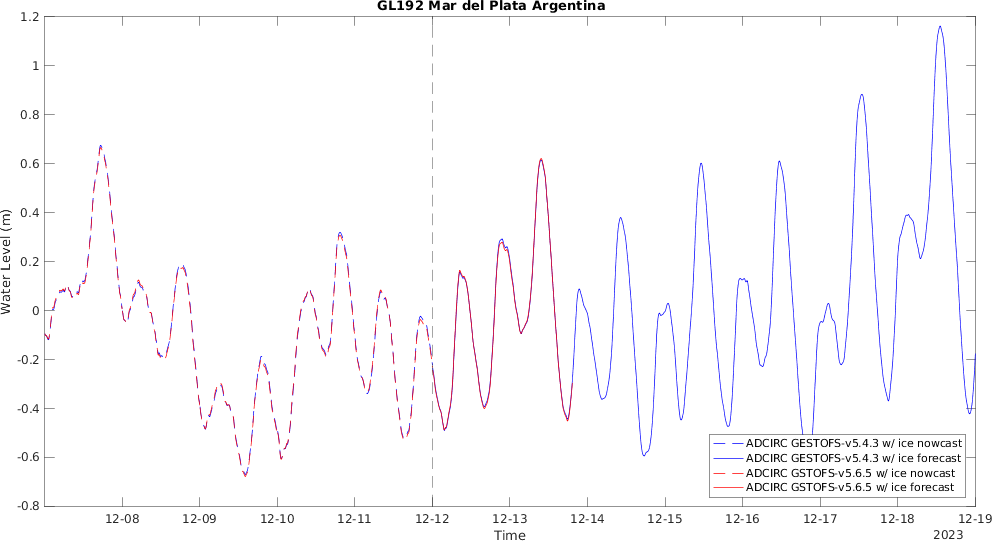 GL192 Mar del Plata Argentina
1.2
1
0.8
0.6
0.4
0.2
0
-0.2
-0.4
-0.6
-0.8
Water Level (m)
ADCIRC GESTOFS-v5.4.3 w/ ice nowcast
ADCIRC GESTOFS-v5.4.3 w/ ice forecast
ADCIRC GSTOFS-v5.6.5 w/ ice nowcast
ADCIRC GSTOFS-v5.6.5 w/ ice forecast
12-08 12-09 12-10 12-11 12-12 12-13 12-14 12-15 12-16 12-17 12-18 12-19
Time
2023